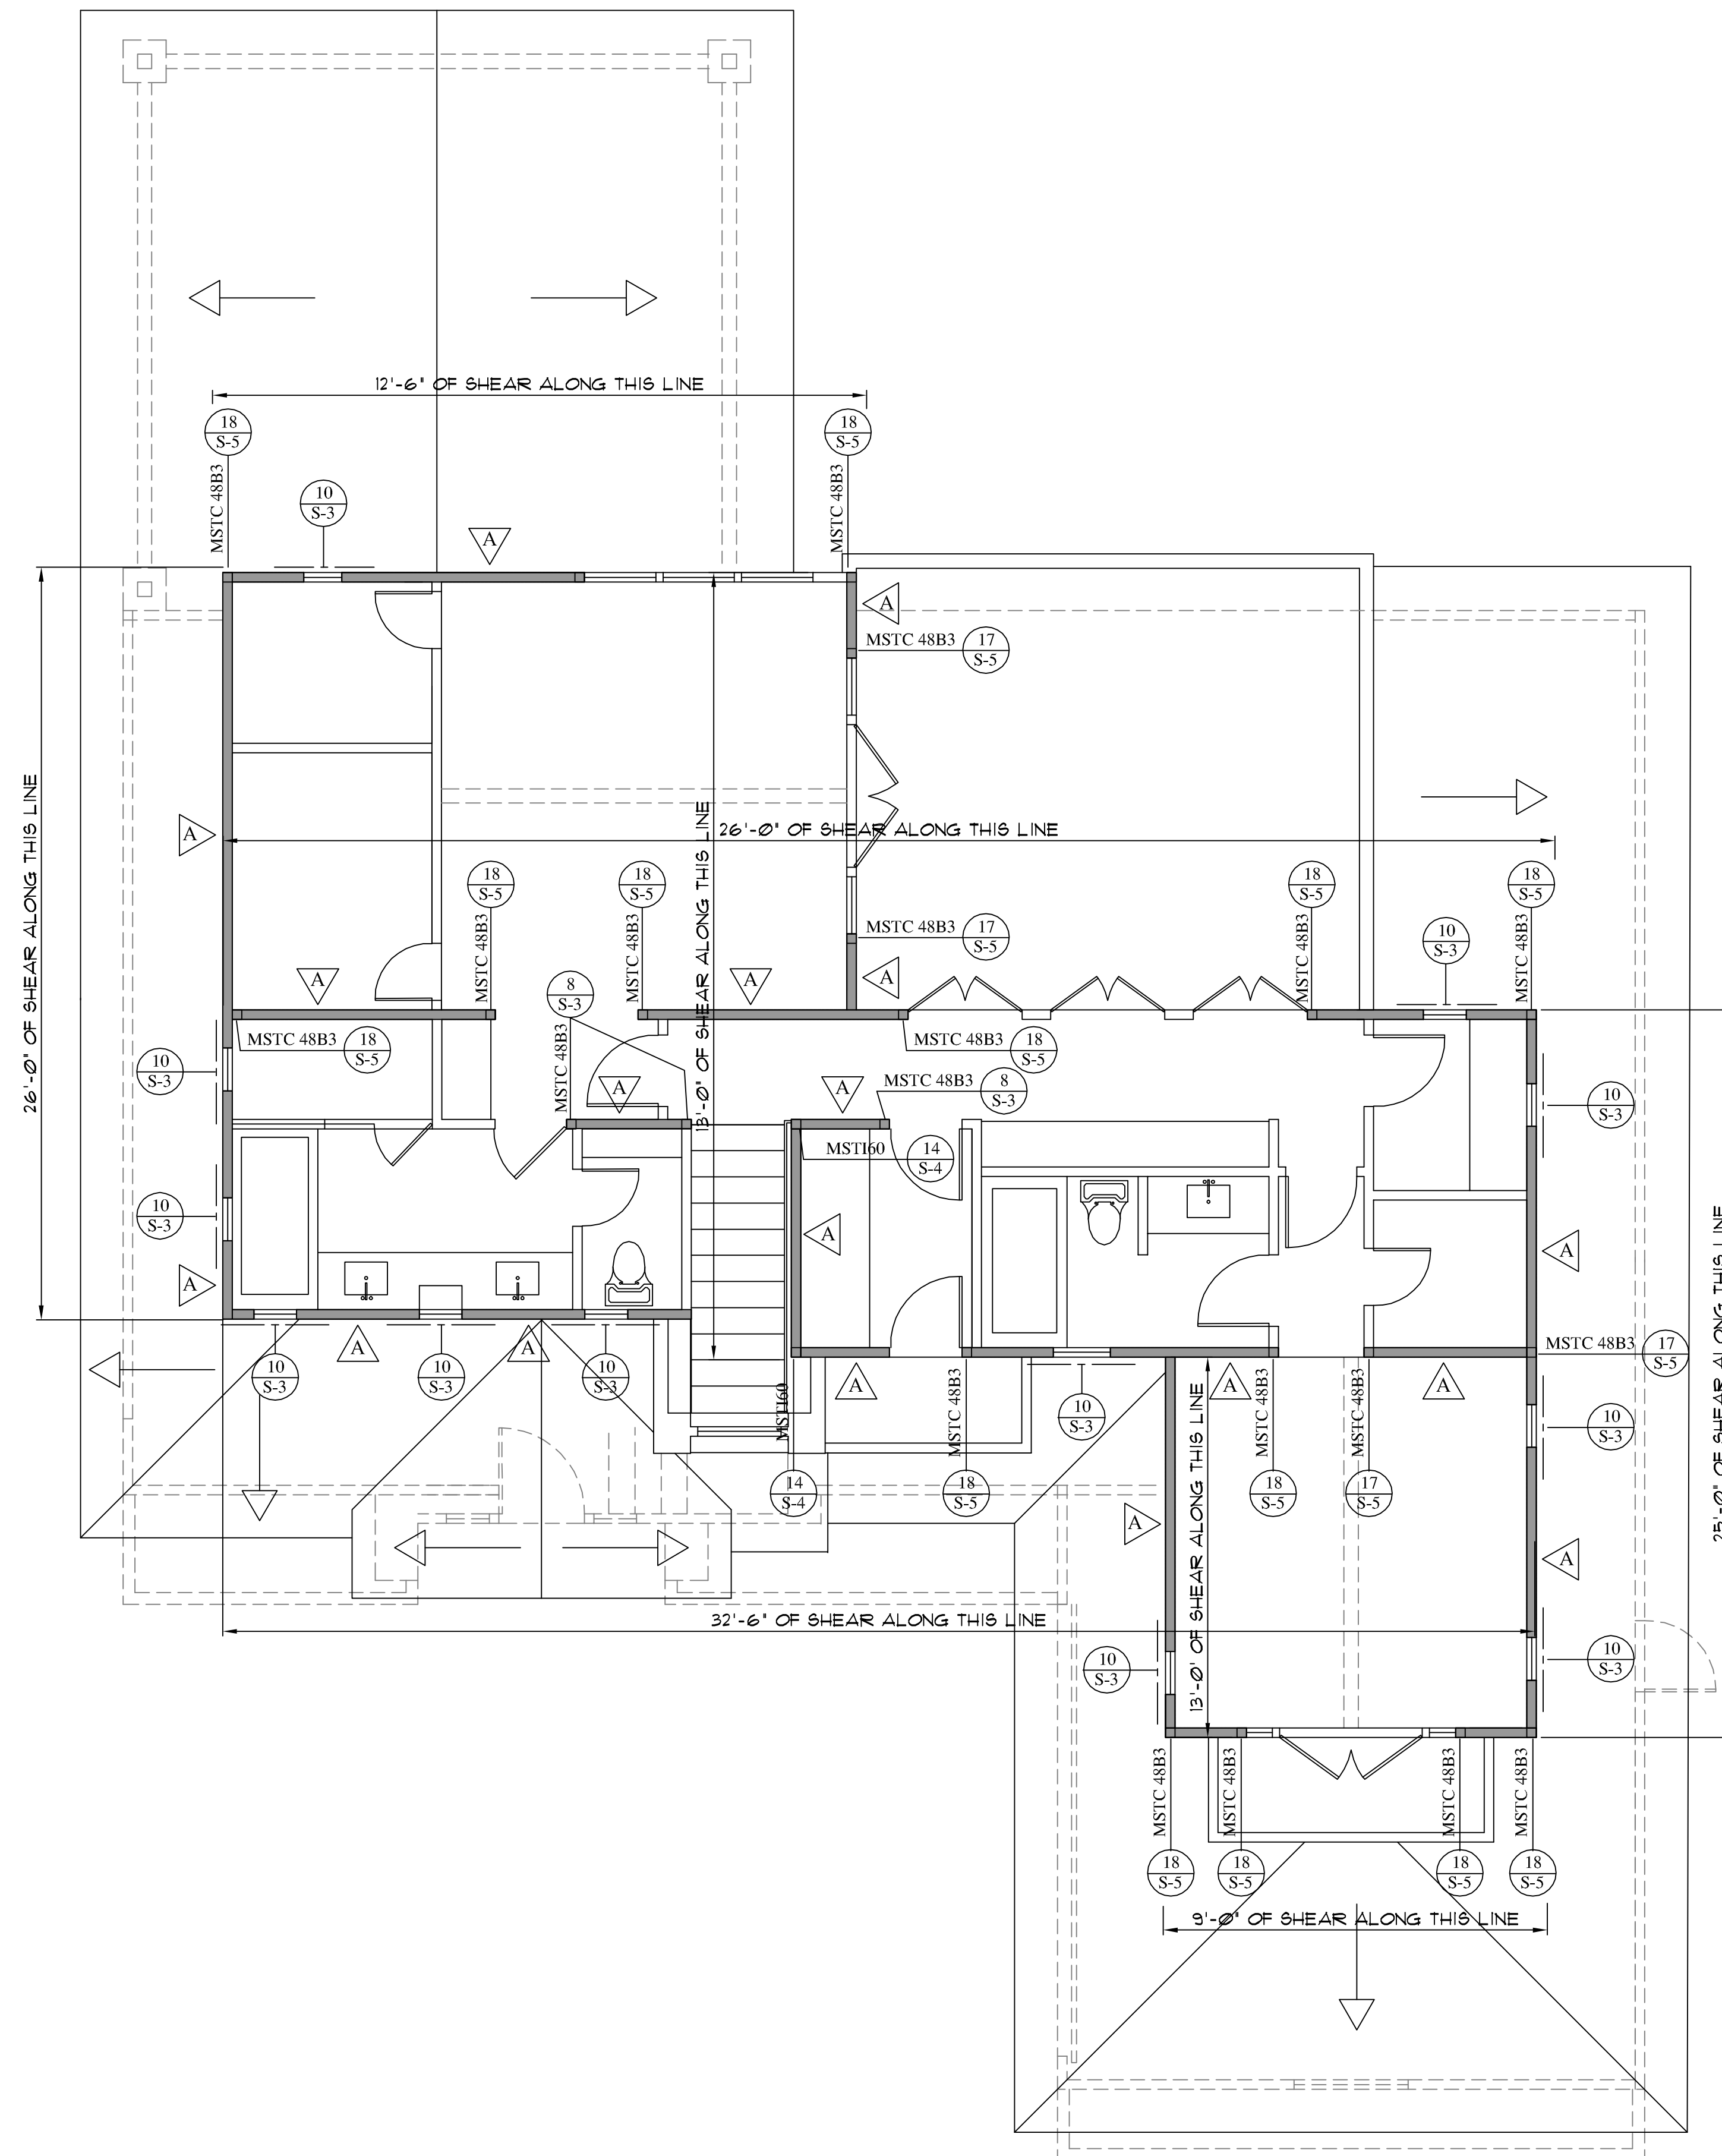 12'-6" OF SHEAR ALONG THIS LINE
18
S-5
MSTC 48B3
18
S-5
MSTC 48B3
10
S-3
A
A
MSTC 48B3
17
S-5
26'-0" OF SHEAR ALONG THIS LINE
A
13'-0" OF SHEAR ALONG THIS LINE
26'-0" OF SHEAR ALONG THIS LINE
18
S-5
MSTC 48B3
18
S-5
MSTC 48B3
18
S-5
MSTC 48B3
18
S-5
MSTC 48B3
MSTC 48B3
17
S-5
10
S-3
A
A
A
8
S-3
MSTC 48B3
MSTC 48B3
18
S-5
MSTC 48B3
18
S-5
10
S-3
MSTC 48B3
8
S-3
A
A
10
S-3
MSTI60
14
S-4
10
S-3
A
A
A
25'-0" OF SHEAR ALONG THIS LINE
A
A
10
S-3
10
S-3
10
S-3
MSTC 48B3
17
S-5
A
A
A
MSTI60
14
S-4
MSTC 48B3
18
S-5
10
S-3
MSTC 48B3
18
S-5
MSTC 48B3
17
S-5
10
S-3
13'-0" OF SHEAR ALONG THIS LINE
A
A
32'-6" OF SHEAR ALONG THIS LINE
10
S-3
10
S-3
MSTC 48B3
18
S-5
MSTC 48B3
18
S-5
MSTC 48B3
18
S-5
MSTC 48B3
18
S-5
9'-0" OF SHEAR ALONG THIS LINE